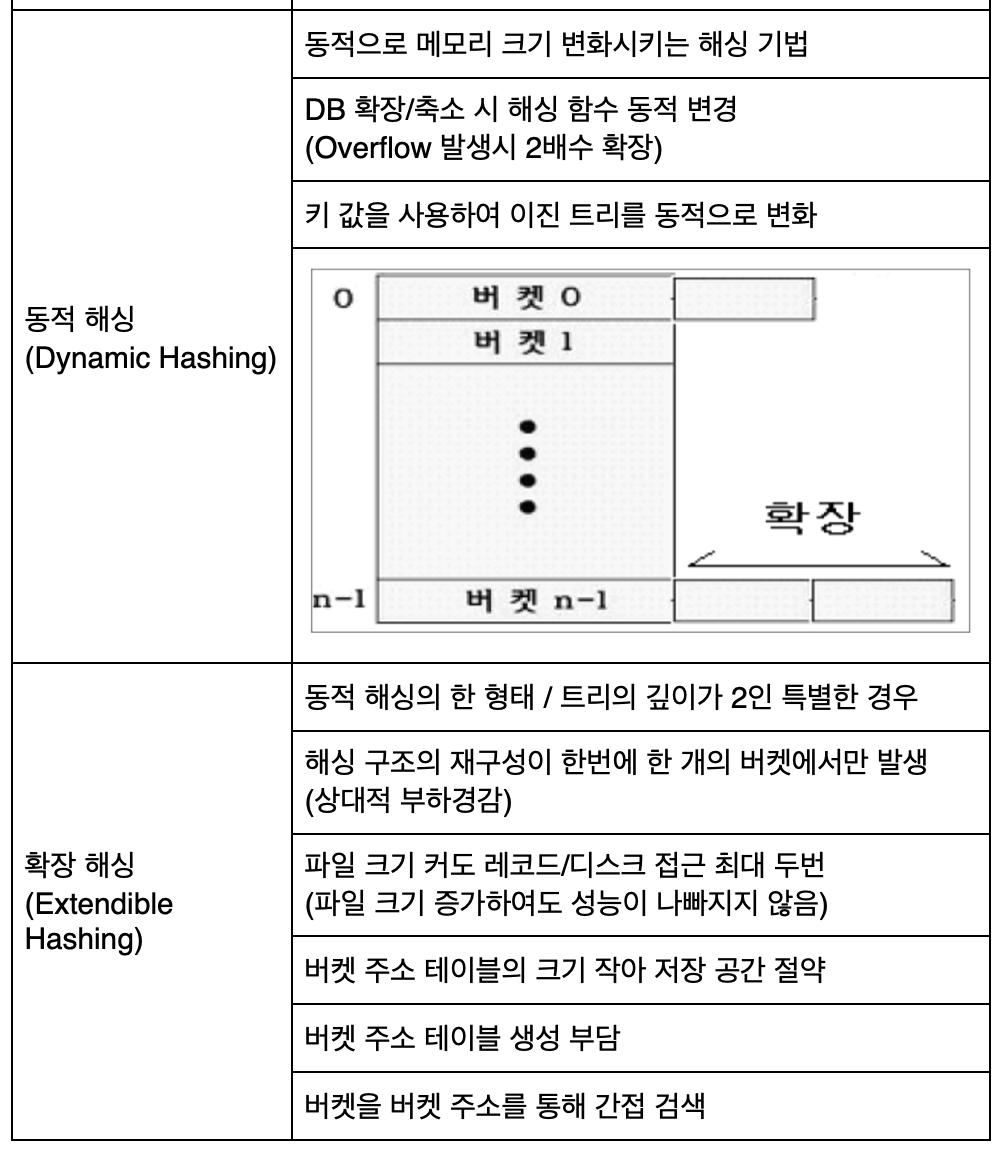 동적으로 메모리 크기 변화시키는 해싱 기법
DB 확장/축소 시 해싱 함수 동적 변경
(Overflow 발생시 2배수 확장)
키 값을 사용하여 이진 트리를 동적으로 변화
동적 해싱
(Dynamic Hashing)
0
버 켓 0
버 켓 1
확장
n-1
버 켓 n-1
동적 해싱의 한 형태 / 트리의 깊이가 2인 특별한 경우
해싱 구조의 재구성이 한번에 한 개의 버켓에서만 발생
(상대적 부하경감)
확장 해싱
(Extendible
Hashing)
파일 크기 커도 레코드/디스크 접근 최대 두번
(파일 크기 증가하여도 성능이 나빠지지 않음)
버켓 주소 테이블의 크기 작아 저장 공간 절약
버켓 주소 테이블 생성 부담
버켓을 버켓 주소를 통해 간접 검색